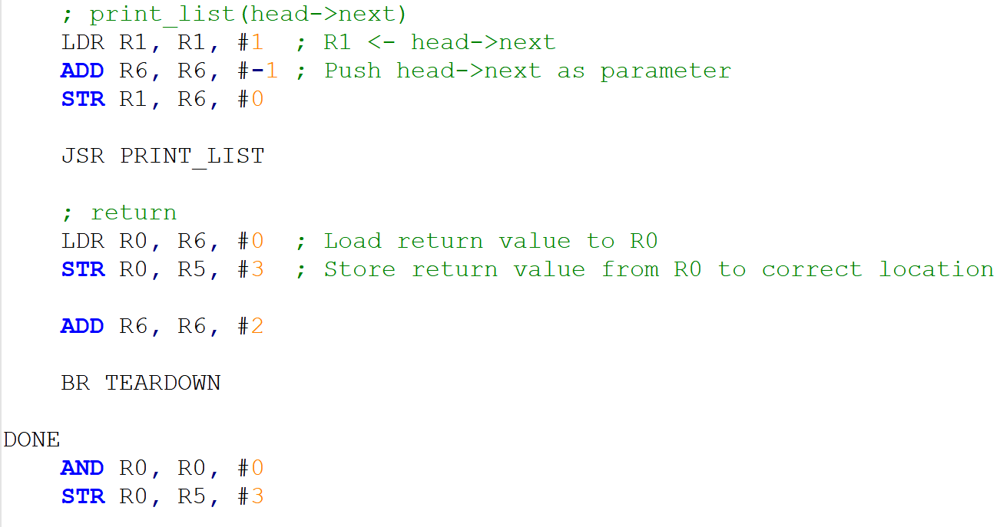 ; print_list(head->next)
LDR R1, R1, #1  ; R1 <- head->next
ADD R6, R6, #-1 ; Push head->next as parameter
STR R1, R6, #0
JSR PRINT_LIST
; return
LDR R0, R6, #0  ; Load return value to R0
STR R0, R5, #3  ; Store return value from R0 to correct location
ADD R6, R6, #2
BR TEARDOWN
DONE
AND R0, R0, #0
STR R0, R5, #3